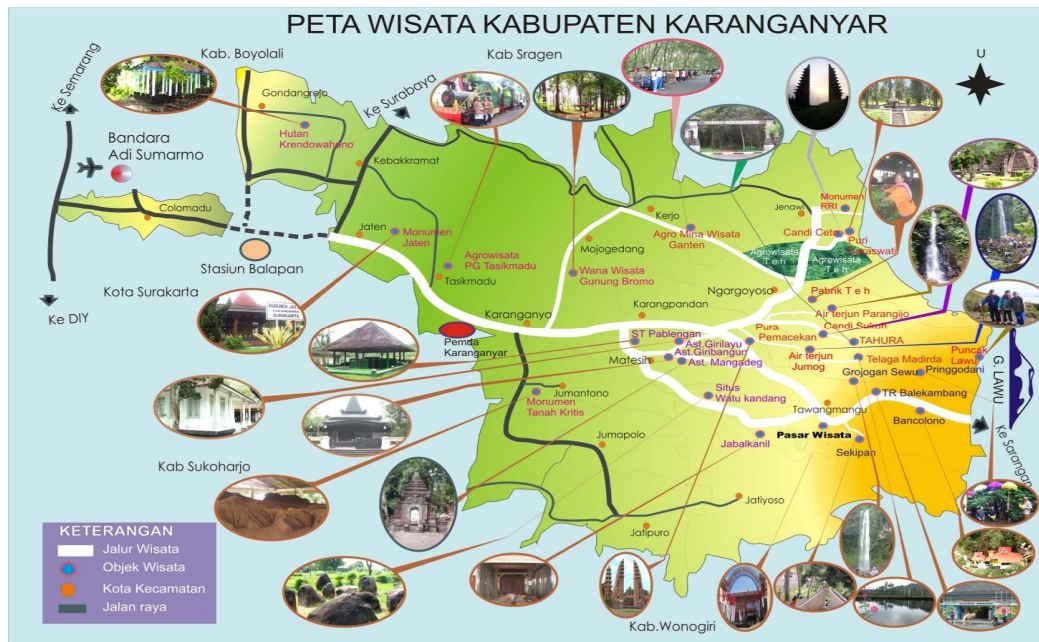 PETA WISATA KABUPATEN KARANGANYAR
Kab. Boyolali
Kab Sragen
U
Ke Semarang
Ke Surabaya
Gondangrejo
Hutan
Krendowahono
Bandara
Adi Sumarmo
Kebakkramat
Colomadu
Jaten
Monumen
Jaten
Stasiun Balapan
Agrowisata
PG Tasikmadu
Tasikmadu
Kota Surakarta
Ke DIY
Kerjo
Agro Mina Wisata
Ganten
Mojogedang
Wana Wisata
Gunung Bromo
Jenawi
Monumen
RRI
Candi Ceto
Puri
Saraswati
Agrowisata
T e h
Agrowisata
T e h
Ngargoyoso
Pabrik T e h
Air terjun Parangijo
Candi Sukuh
Karangpandan
Karanganya
Pemda
Karanganyar
ST Pablengan
Ast.Girilayu
Ast.Giribangun
Ast. Mangadeg
Matesih
Pura
Pemacekan
TAHURA
Air terjun
Jumog
Telaga Madirda
Puncak
Lawu
G. LAWU
Grojogan Sewu
Pringgodani
TR Balekambang
Situs
Watu kandang
Tawangmangu
Bancolono
Pasar Wisata
Sekipan
Jabalkanil
Ke Sarangan
Jumantono
Monumen
Tanah Kritis
Jumapolo
Kab Sukoharjo
Jatiyoso
Jatipuro
Kab.Wonogiri
KETERANGAN
Jalur Wisata
Objek Wisata
Kota Kecamatan
Jalan raya